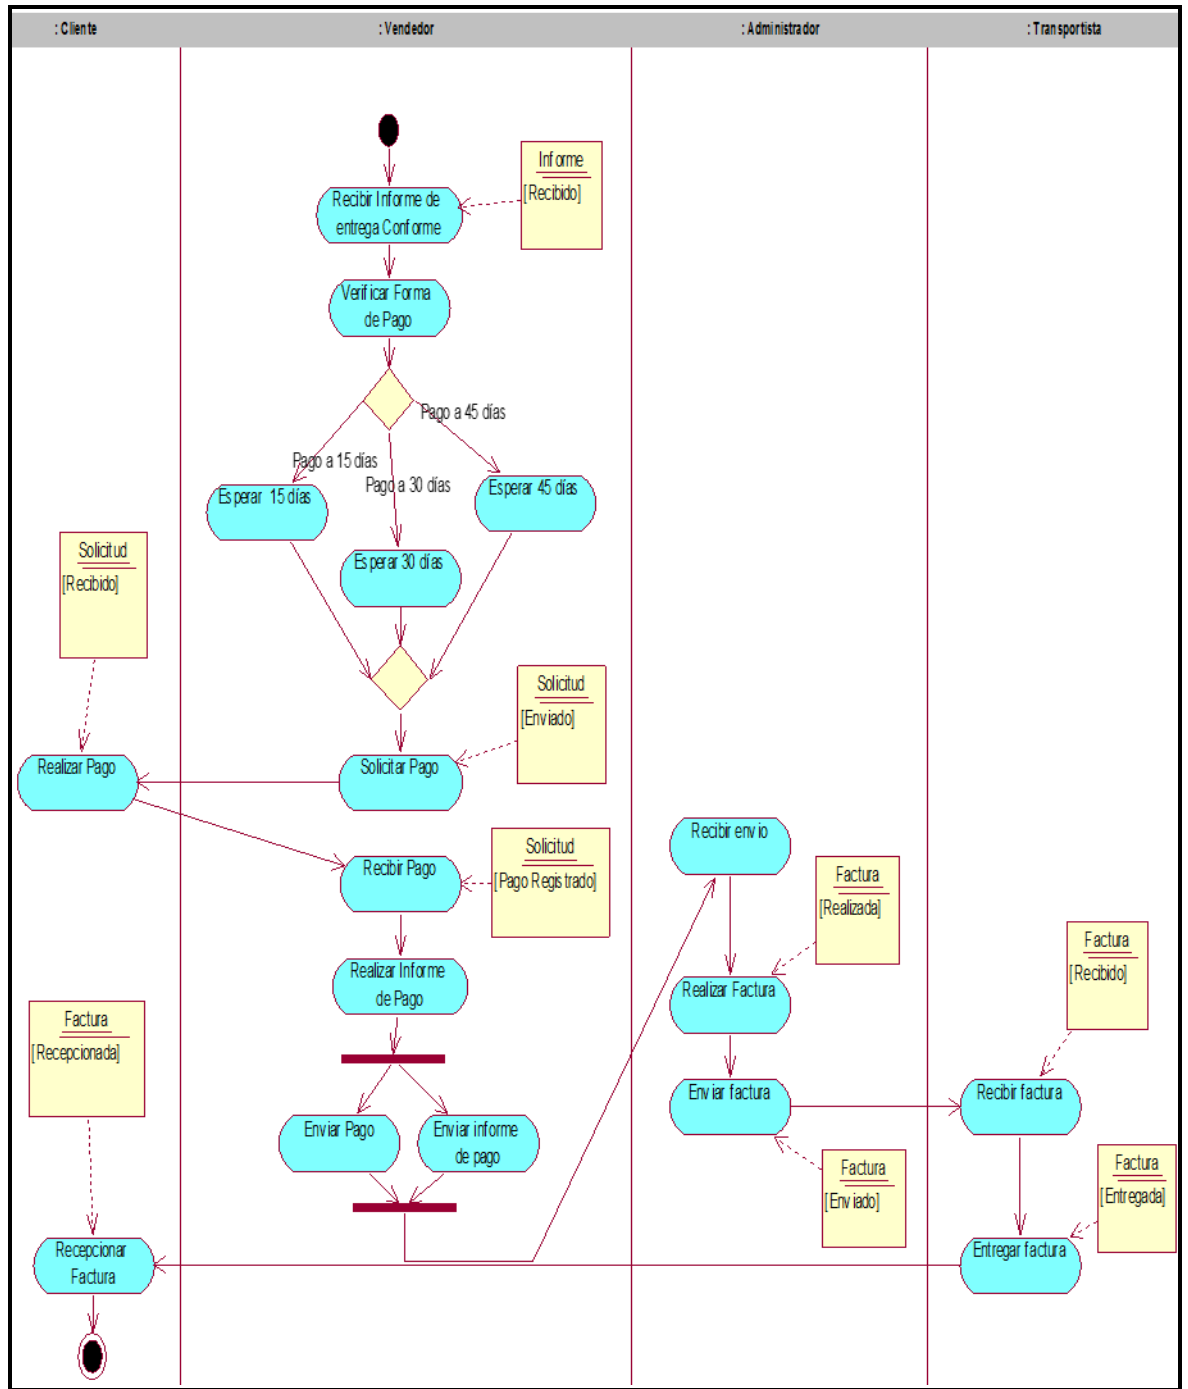 : Cliente
: Vendedor
: Administrador
: Transportista
Informe
[Recibido]
Recibir Informe de
entrega Conforme
Verificar Forma
de Pago
Pago a 45 días
Pago a 15 días
Pago a 30 días
Esperar 15 días
Esperar 45 días
Esperar 30 días
Solicitud
[Recibido]
Solicitud
[Enviado]
Realizar Pago
Solicitar Pago
Recibir envio
Solicitud
[Pago Registrado]
Recibir Pago
Factura
[Realizada]
Factura
[Recibido]
Realizar Informe
de Pago
Realizar Factura
Factura
[Recepcionada]
Enviar factura
Recibir factura
Enviar Pago
Enviar informe
de pago
Factura
[Enviado]
Factura
[Entregada]
Recepcionar
Factura
Entregar factura